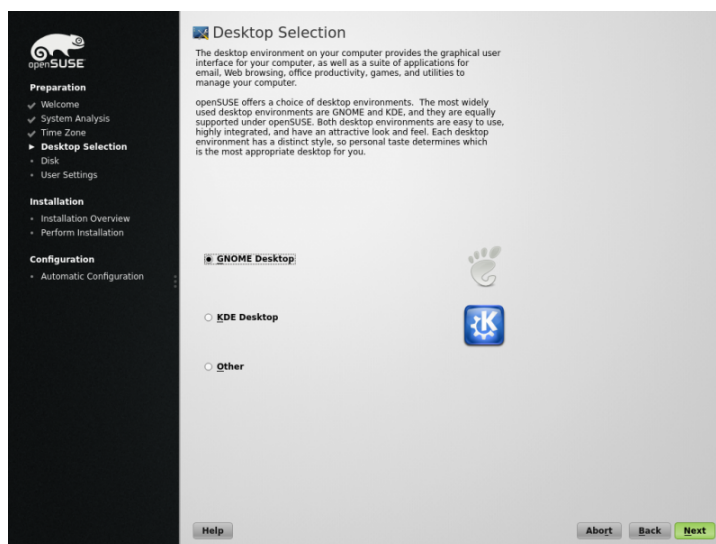 openSUSE
Preparation
Welcome
System Analysis
Time Zone
Desktop Selection
Disk
User Settings
Installation
Installation Overview
Perform Installation
Configuration
Automatic Configuration
Desktop Selection
The desktop environment on your computer provides the graphical user
interface for your computer, as well as a suite of applications for
email, Web browsing, office productivity, games, and utilities to
manage your computer.
openSUSE offers a choice of desktop environments. The most widely
used desktop environments are GNOME and KDE, and they are equally
supported under openSUSE. Both desktop environments are easy to use,
highly integrated, and have an attractive look and feel. Each desktop
environment has a distinct style, so personal taste determines which
is the most appropriate desktop for you.
GNOME Desktop
KDE Desktop
K
Other
Help
Abort
Back
Next